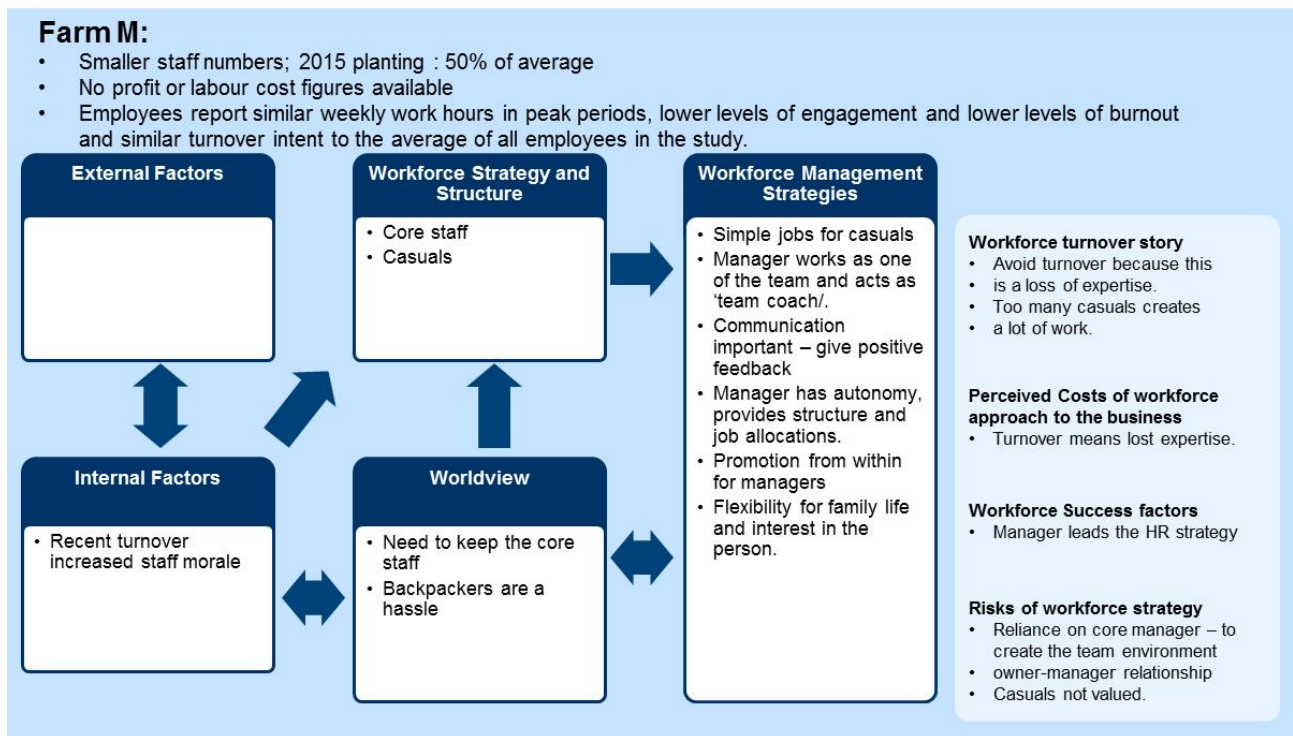 Farm M:
• Smaller staff numbers; 2015 planting : 50% of average
• No profit or labour cost figures available
• Employees report similar weekly work hours in peak periods, lower levels of engagement and lower levels of burnout
and similar turnover intent to the average of all employees in the study.
External Factors
Workforce Strategy and
Structure
• Core staff
• Casuals
Workforce Management
Strategies
• Simple jobs for casuals
• Manager works as one
of the team and acts as
‘team coach/.
• Communication
important – give positive
feedback
• Manager has autonomy,
provides structure and
job allocations.
• Promotion from within
for managers
• Flexibility for family life
and interest in the
person.
Internal Factors
• Recent turnover
increased staff morale
Worldview
• Need to keep the core
staff
• Backpackers are a
hassle
Workforce turnover story
• Avoid turnover because this
• is a loss of expertise.
• Too many casuals creates
• a lot of work.
Perceived Costs of workforce
approach to the business
• Turnover means lost expertise.
Workforce Success factors
• Manager leads the HR strategy
Risks of workforce strategy
• Reliance on core manager – to
create the team environment
• owner-manager relationship
• Casuals not valued.